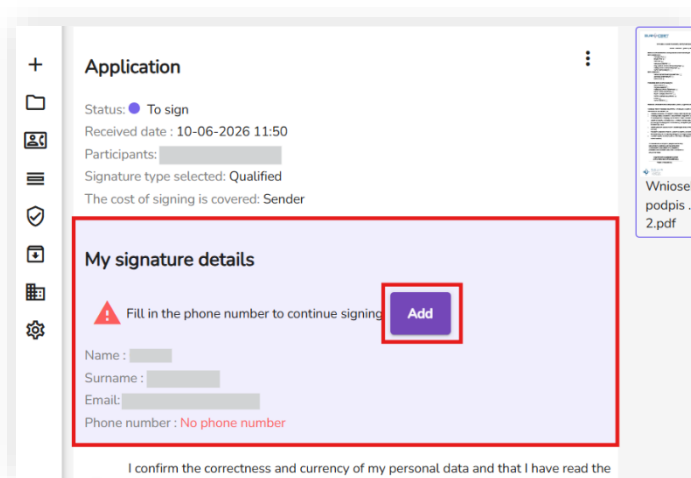 Application
Status: To sign
Received date : 10-06-2026 11:50
Participants:
Signature type selected: Qualified
The cost of signing is covered: Sender
My signature details
Fill in the phone number to continue signing
Add
Name :
Surname :
Email:
Phone number : No phone number
I confirm the correctness and currency of my personal data and that I have read the
Wniose
podpis .
2.pdf